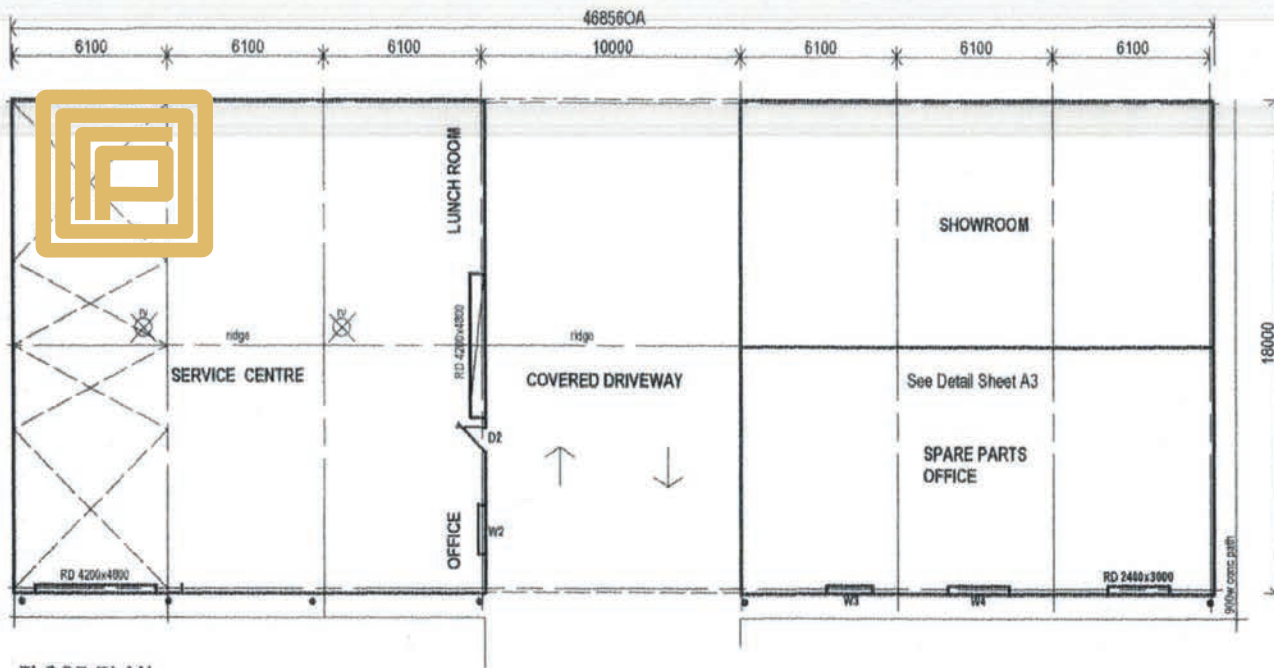 46856OA
6100 6100 6100 10000 6100 6100 6100
LUNCH ROOM
SHOWROOM
RD 4200x4800
ridge
ridge
18000
SERVICE CENTRE
COVERED DRIVEWAY
See Detail Sheet A3
D2
SPARE PARTS
OFFICE
OFFICE
W2
RD 4200x4800
RD 2400x3000
W3
W4
900w conc path